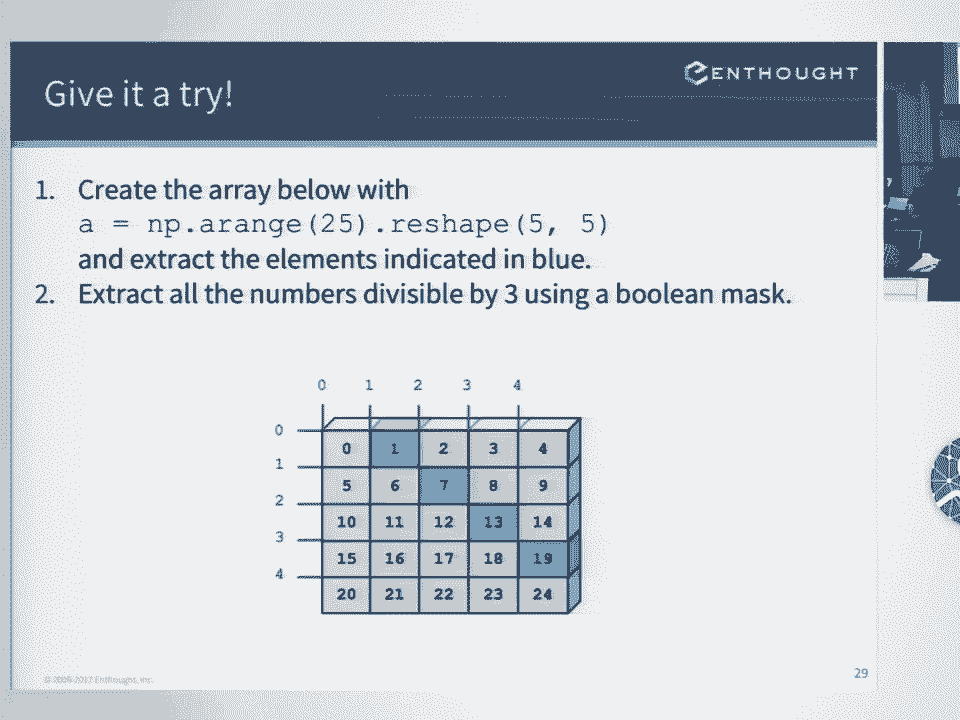 Give it a try!
ENTHOUGHT
1. Create the array below with
a = np.arange(25).reshape(5, 5)
and extract the elements indicated in blue.
2. Extract all the numbers divisible by 3 using a boolean mask.
0 1 2 3 4
0
0 1 2 3 4
1
5 6 7 8 9
2
10 11 12 13 14
3
15 16 17 18 19
4
20 21 22 23 24
29
© 2008-2017 Enthought, Inc.